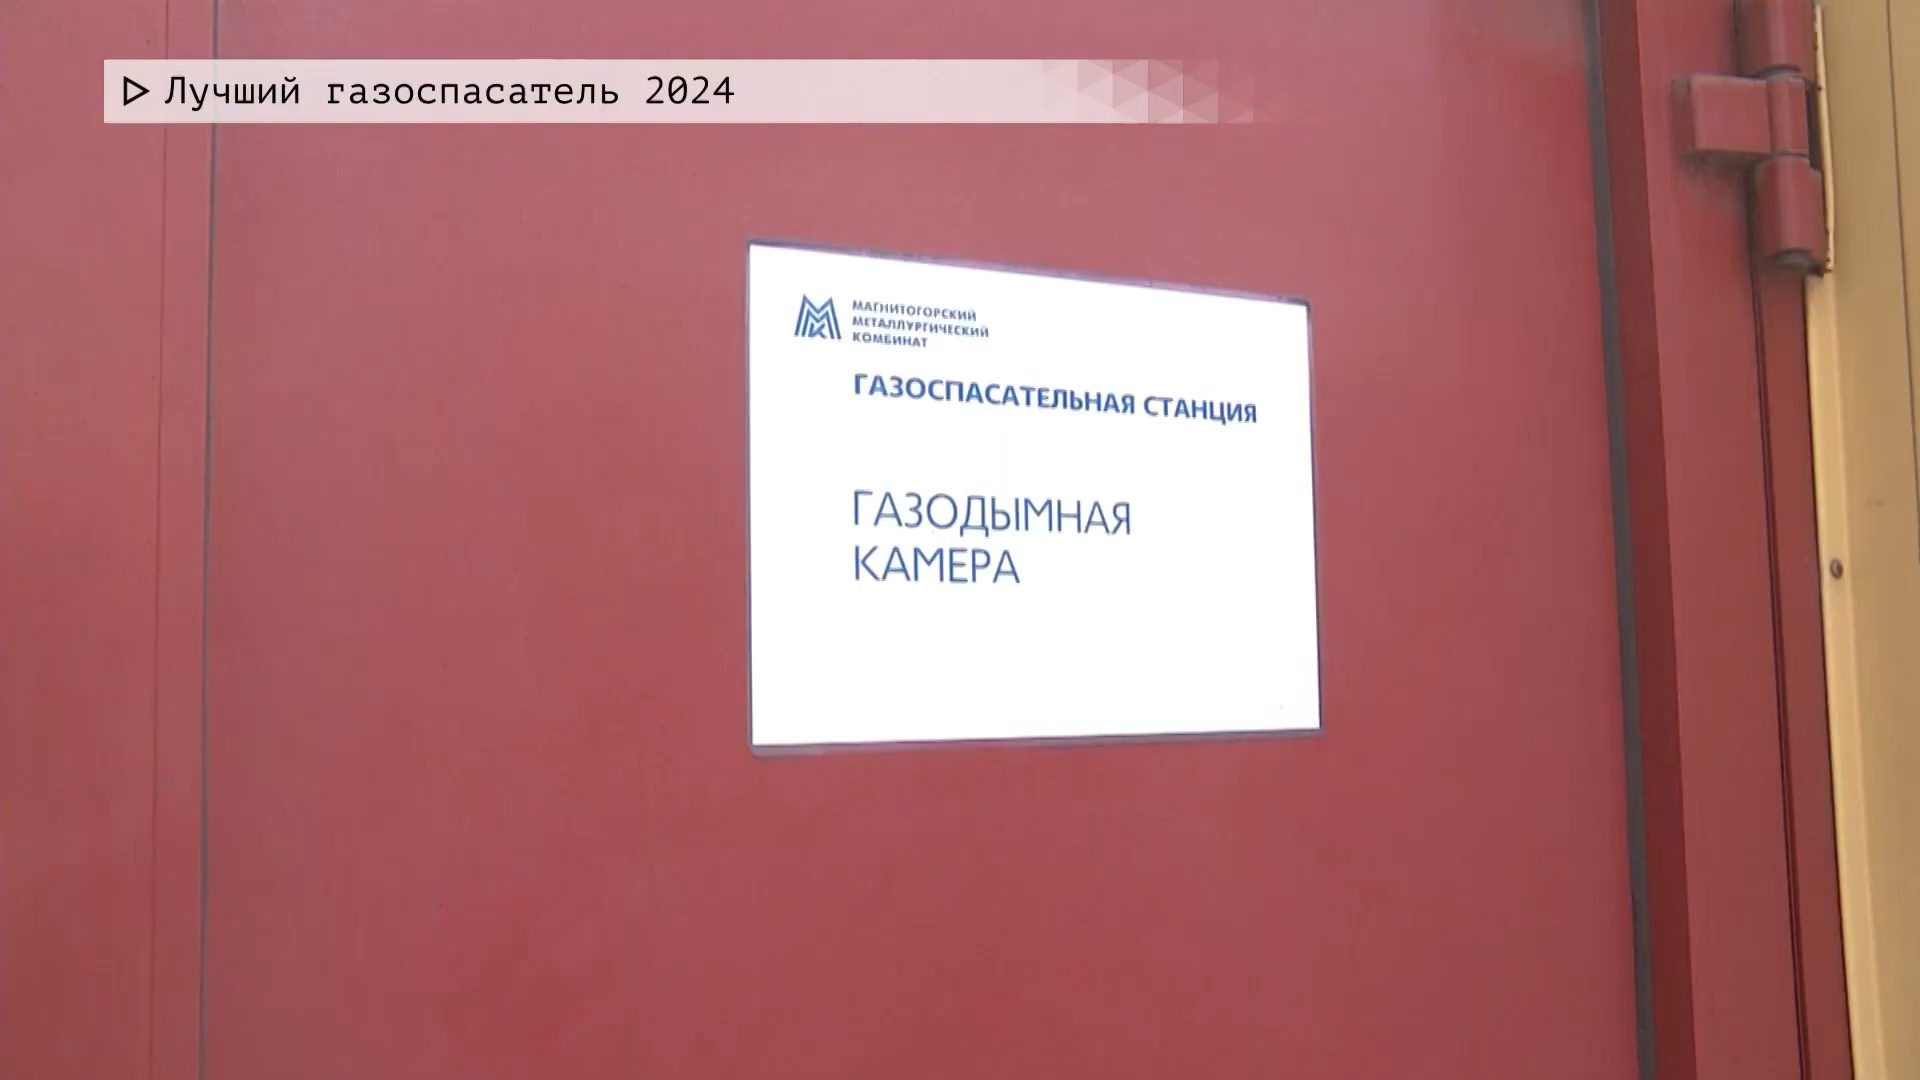 Лучший газоспасатель 2024
МАГНИТОГОРСКИЙ
МЕТАЛЛУРГИЧЕСКИЙ
КОМБИНАТ
ГАЗОСПАСАТЕЛЬНАЯ СТАНЦИЯ
ГАЗОДЫМНАЯ
КАМЕРА